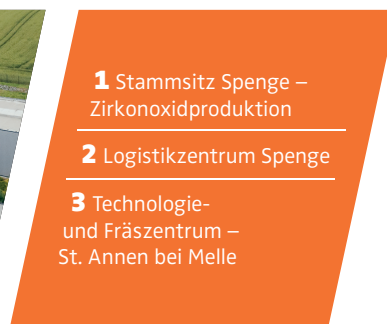 1 Stammsitz Spenge –
Zirkonoxidproduktion
2 Logistikzentrum Spenge
3 Technologie-
und Fräszentrum –
St. Annen bei Melle